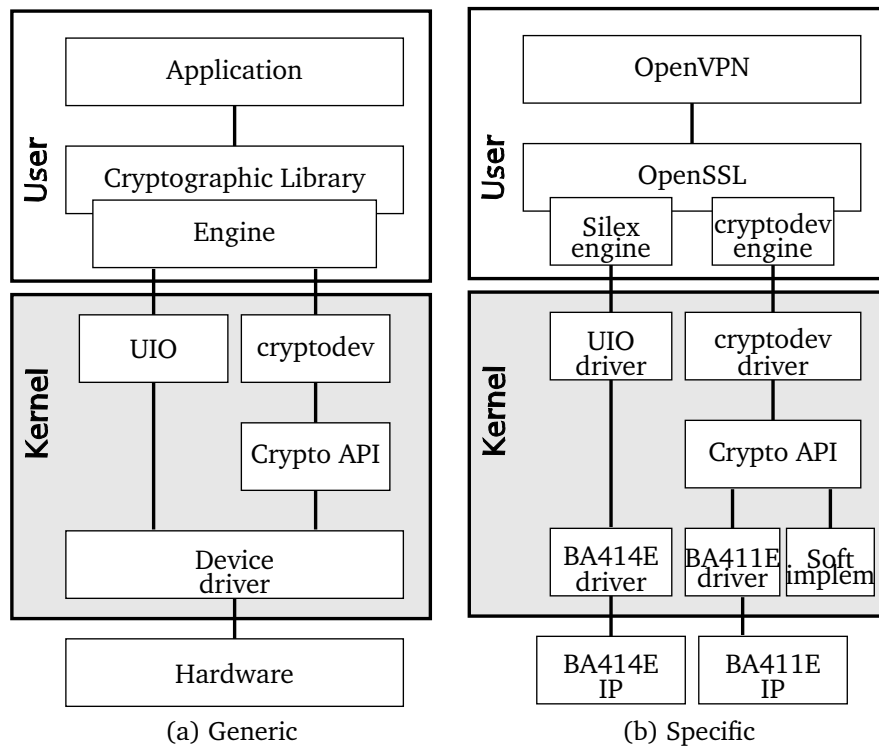 User
Application
Cryptographic Library
Engine
Kernel
UIO
cryptodev
Crypto API
Device
driver
Hardware
(a) Generic
User
OpenVPN
OpenSSL
Silex
engine
cryptodev
engine
Kernel
UIO
driver
cryptodev
driver
Crypto API
BA414E
driver
BA411E
driver
Soft
implem
BA414E
IP
BA411E
IP
(b) Specific